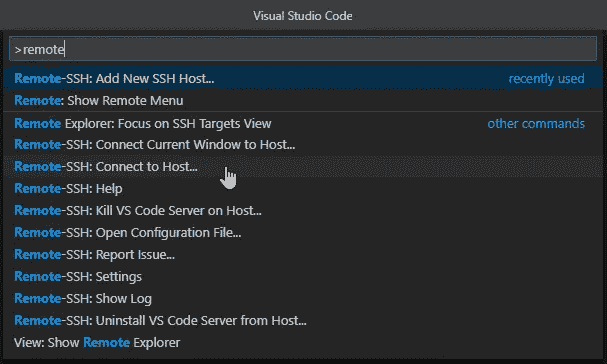 Visual Studio Code
>remote
Remote-SSH: Add New SSH Host... recently used
Remote: Show Remote Menu
Remote Explorer: Focus on SSH Targets View other commands
Remote-SSH: Connect Current Window to Host...
Remote-SSH: Connect to Host...
Remote-SSH: Help
Remote-SSH: Kill VS Code Server on Host...
Remote-SSH: Open Configuration File...
Remote-SSH: Report Issue...
Remote-SSH: Settings
Remote-SSH: Show Log
Remote-SSH: Uninstall VS Code Server from Host...
View: Show Remote Explorer